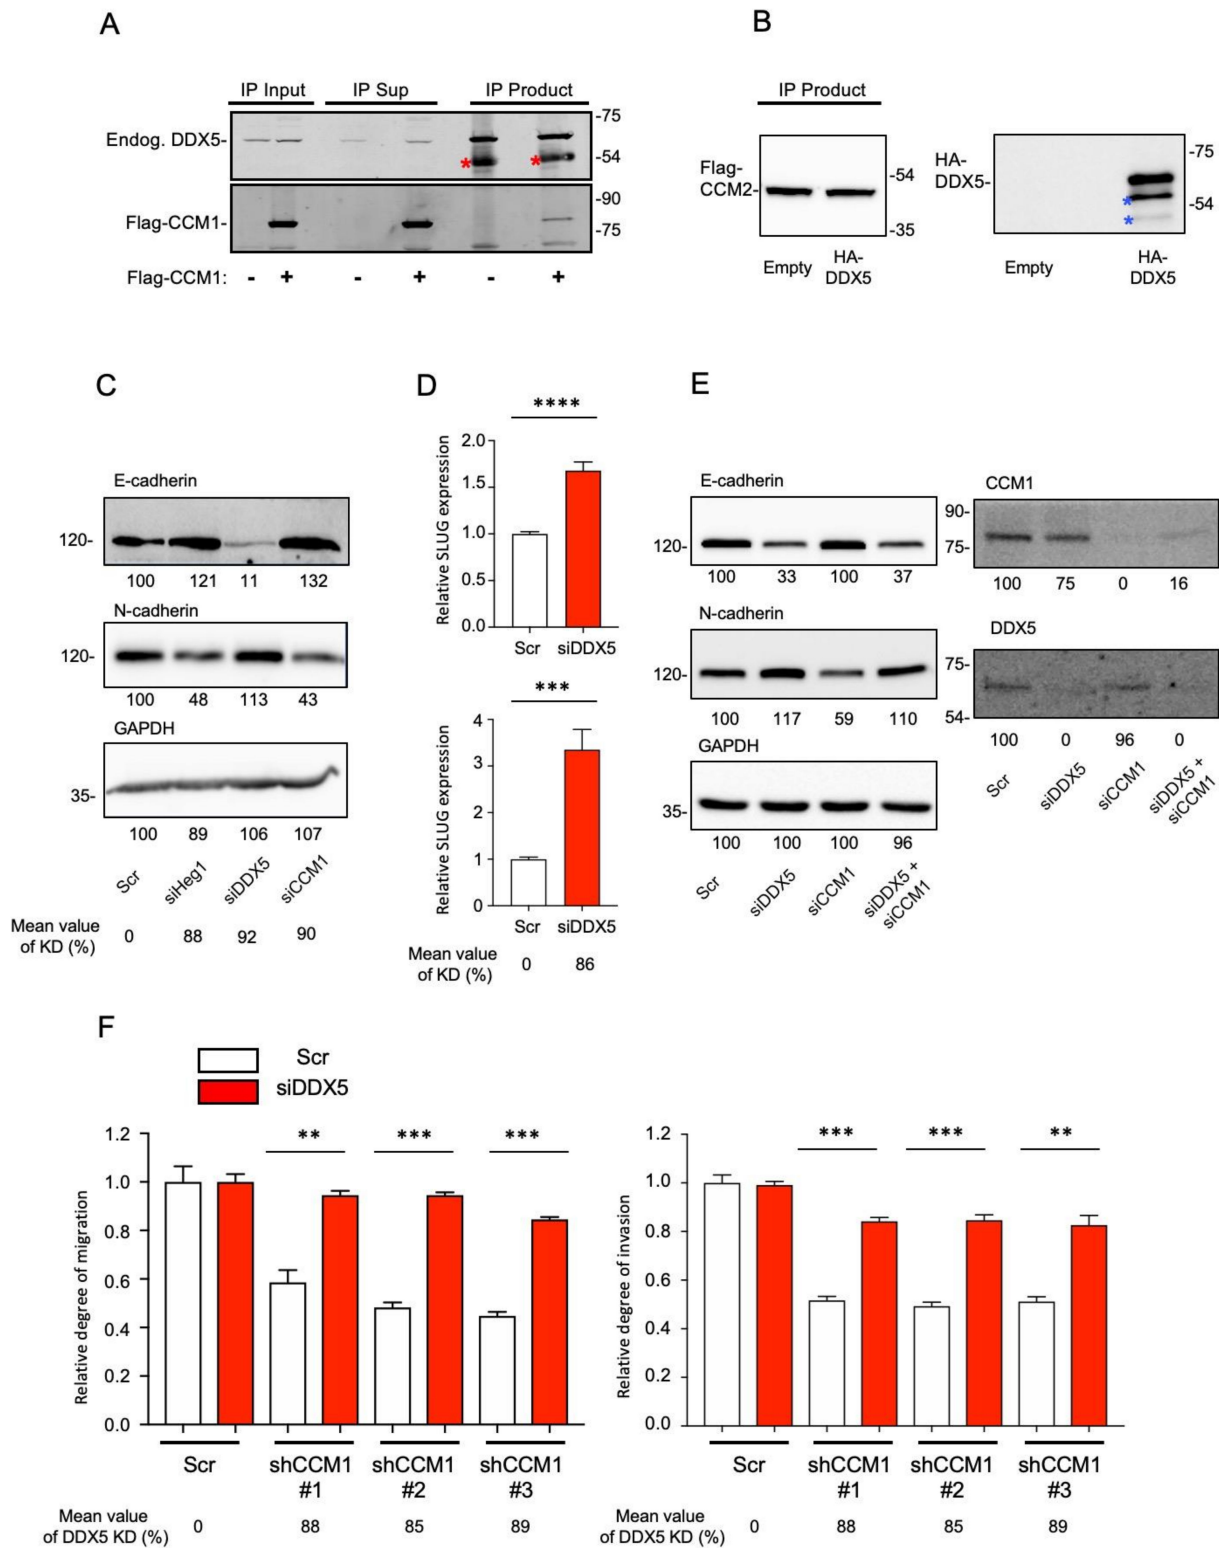 A
IP Input IP Sup IP Product
Endog. DDX5-
-75
-54
* *
Flag-CCM1-
-90
-75
Flag-CCM1: - + - + - +
B
IP Product
Flag-
CCM2-
-54
-35
Empty HA-
DDX5
HA-
DDX5-
-75
-54
*
*
Empty HA-
DDX5
C
E-cadherin
120-
100 121 11 132
N-cadherin
120-
100 48 113 43
GAPDH
35-
100 89 106 107
Scr siHeg1 siDDX5 siCCM1
Mean value
of KD (%)
0 88 92 90
D
****
Relative SLUG expression
2.0
1.5
1.0
0.5
0.0
Scr siDDX5
***
Relative SLUG expression
4
3
2
1
0
Scr siDDX5
Mean value
of KD (%)
0 86
E
E-cadherin
120-
100 33 100 37
N-cadherin
120-
100 117 59 110
GAPDH
35-
100 100 100 96
Scr siDDX5 siCCM1 siDDX5 +
siCCM1
CCM1
90-
75-
100 75 0 16
DDX5
75-
54-
100 0 96 0
Scr siDDX5 siCCM1 siDDX5 +
siCCM1
F
Scr
siDDX5
Relative degree of migration
1.2
1.0
0.8
0.6
0.4
0.2
0.0
** *** ***
Scr shCCM1 shCCM1 shCCM1
#1 #2 #3
Mean value
of DDX5 KD (%)
0 88 85 89
Relative degree of invasion
1.2
1.0
0.8
0.6
0.4
0.2
0.0
*** *** **
Scr shCCM1 shCCM1 shCCM1
#1 #2 #3
Mean value
of DDX5 KD (%)
0 88 85 89